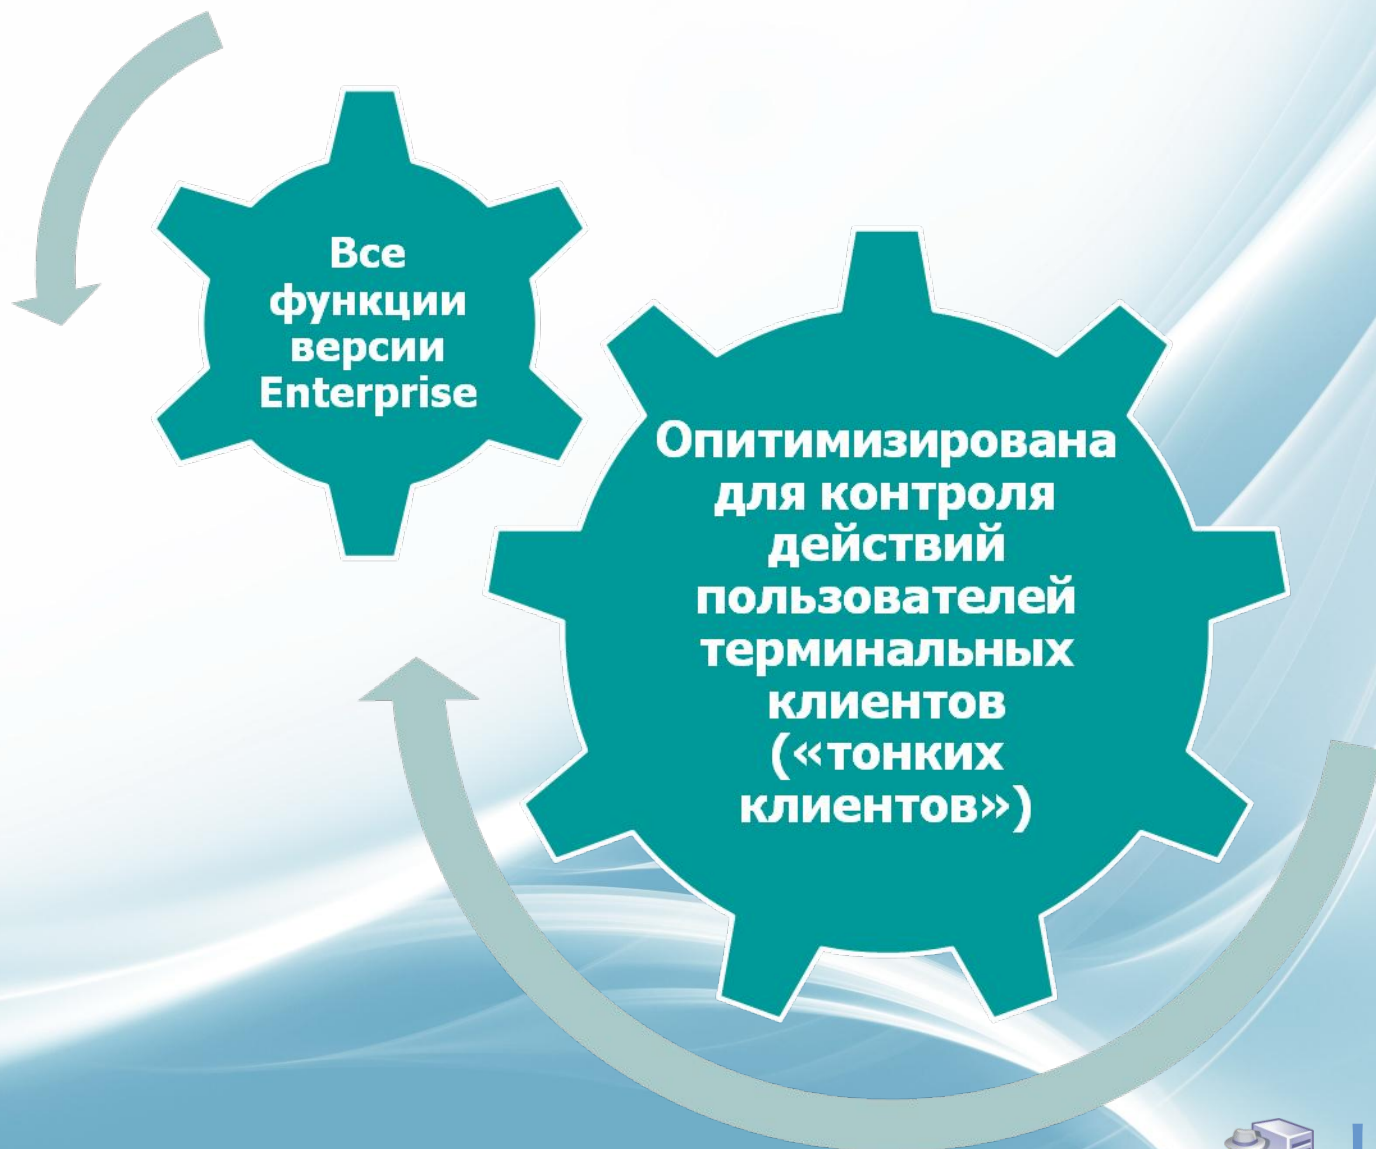 Все
функции
версии
Enterprise
Опитимизирована
для контроля
действий
пользователей
терминальных
клиентов
(«тонких
клиентов»)